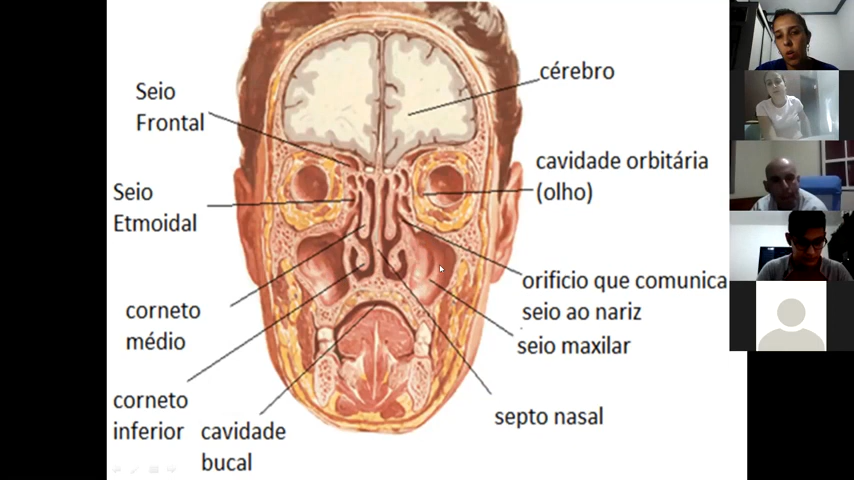 Seio
Frontal
Seio
Etmoidal
corneto
médio
corneto
inferior
cavidade
bucal
cérebro
cavidade orbitária
(olho)
orificio que comunica
seio ao nariz
seio maxilar
septo nasal